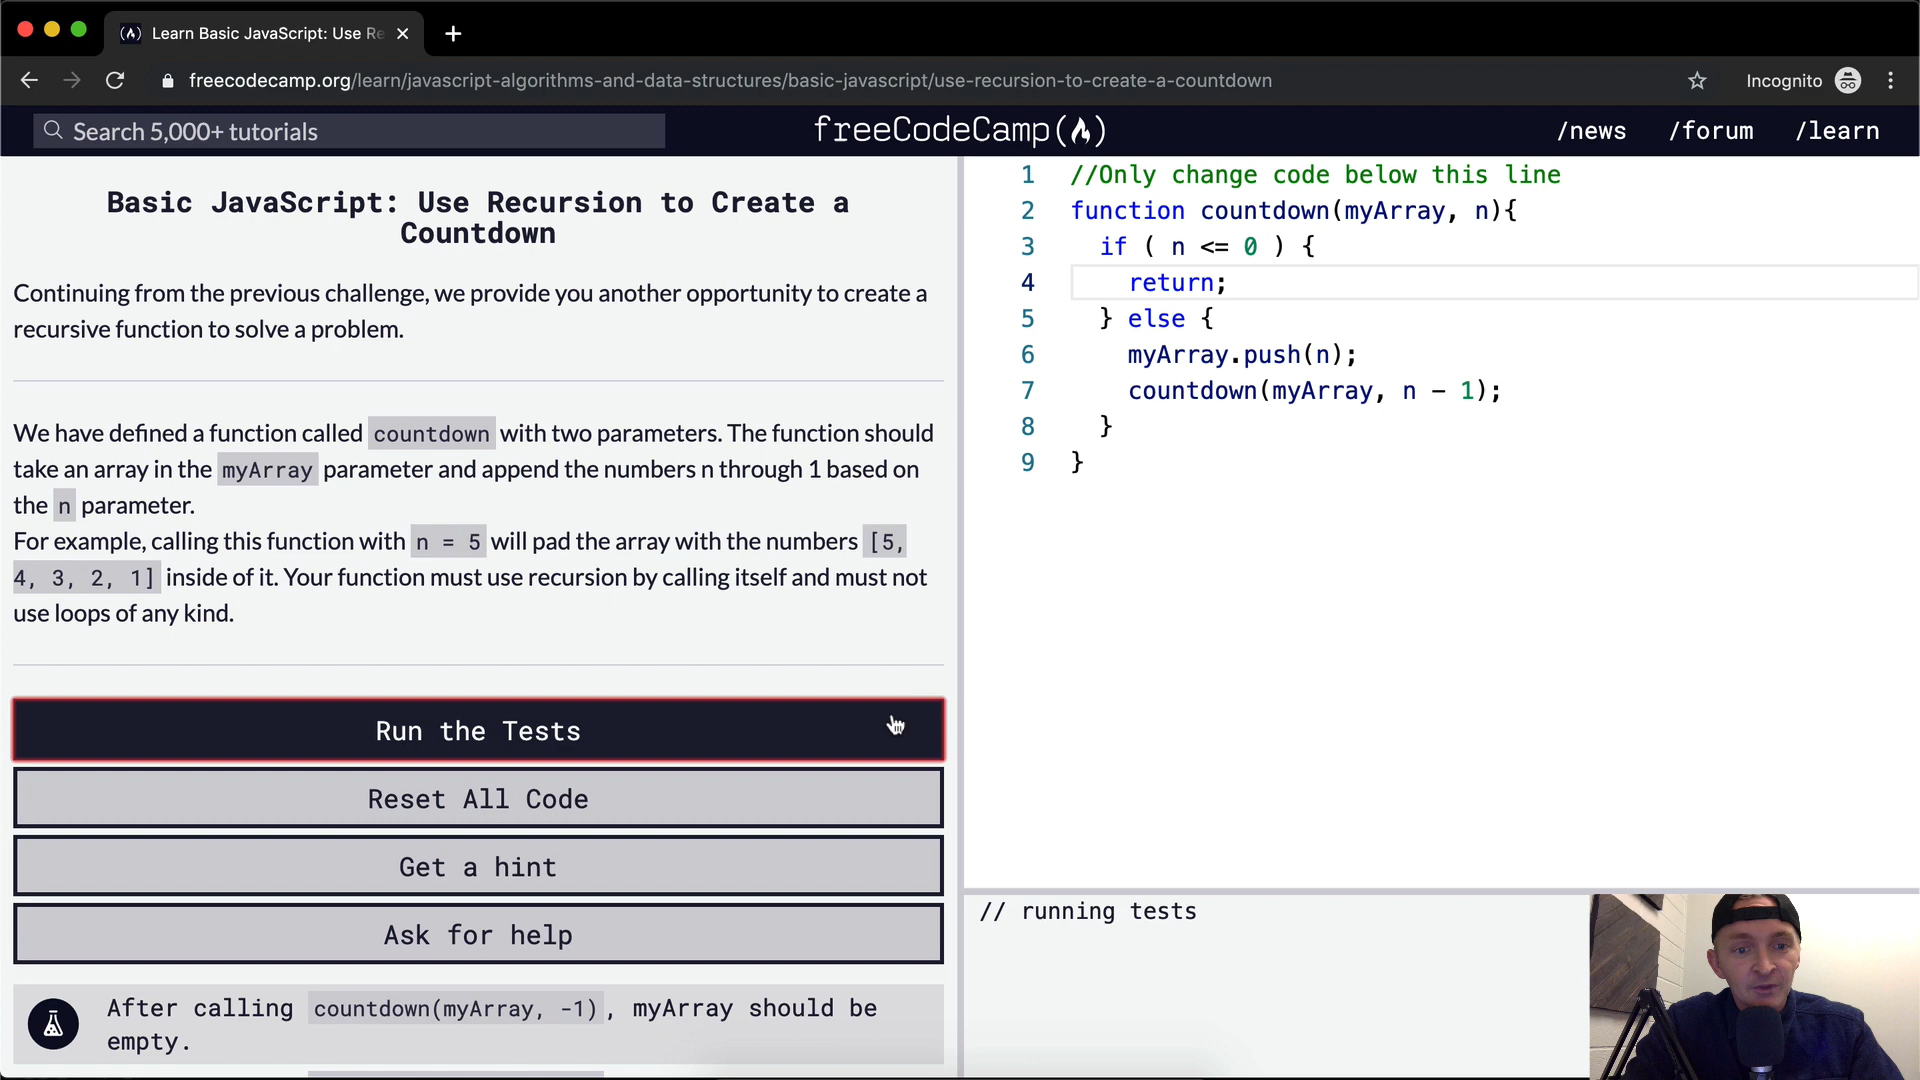 Learn Basic JavaScript: Use Re
freecodecamp.org/learn/javascript-algorithms-and-data-structures/basic-javascript/use-recursion-to-create-a-countdown
Incognito
Search 5,000+ tutorials
freeCodeCamp
/news /forum /learn
Basic JavaScript: Use Recursion to Create a
Countdown
Continuing from the previous challenge, we provide you another opportunity to create a
recursive function to solve a problem.
We have defined a function called countdown with two parameters. The function should
take an array in the myArray parameter and append the numbers n through 1 based on
the n parameter.
For example, calling this function with n = 5 will pad the array with the numbers [5,
4, 3, 2, 1] inside of it. Your function must use recursion by calling itself and must not
use loops of any kind.
Run the Tests
Reset All Code
Get a hint
Ask for help
After calling countdown(myArray, -1), myArray should be
empty.
1 //Only change code below this line
2 function countdown(myArray, n){
3 if ( n <= 0 ) {
4 return;
5 } else {
6 myArray.push(n);
7 countdown(myArray, n - 1);
8 }
9 }
// running tests